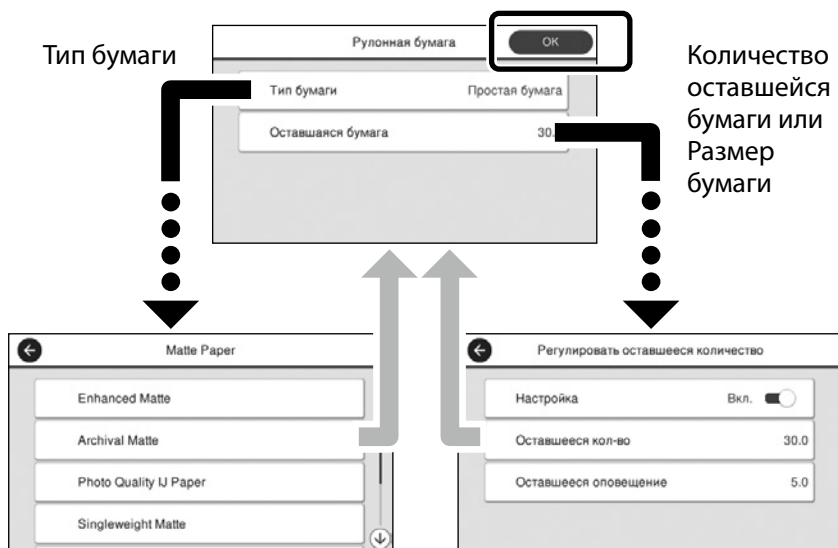 Тип бумаги
Рулонная бумага
OK
Тип бумаги
Простая бумага
Оставшаяся бумага
30.
Количество
оставшейся
бумаги или
Размер
бумаги
Matte Paper
Enhanced Matte
Archival Matte
Photo Quality IJ Paper
Singleweight Matte
Регулировать оставшееся количество
Настройка
Вкл.
Оставшееся кол-во
30.0
Оставшееся оповещение
5.0